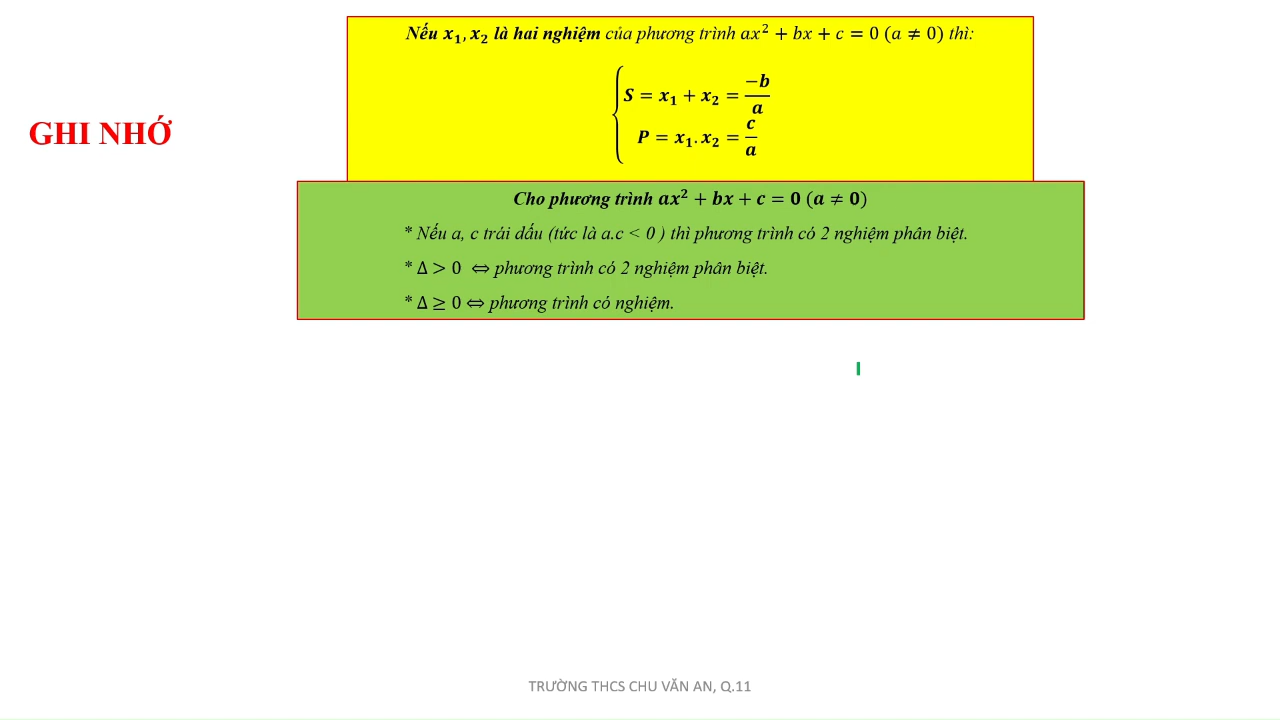 GHI NHỚ
Nếu x₁, x₂ là hai nghiệm của phương trình ax² + bx + c = 0 (a ≠ 0) thì:
S = x₁ + x₂ = −b/a
P = x₁. x₂ = c/a
Cho phương trình ax² + bx + c = 0 (a ≠ 0)
* Nếu a, c trái dấu (tức là a.c < 0 ) thì phương trình có 2 nghiệm phân biệt.
* Δ > 0 ⇔ phương trình có 2 nghiệm phân biệt.
* Δ ≥ 0 ⇔ phương trình có nghiệm.
TRƯỜNG THCS CHU VĂN AN, Q.11